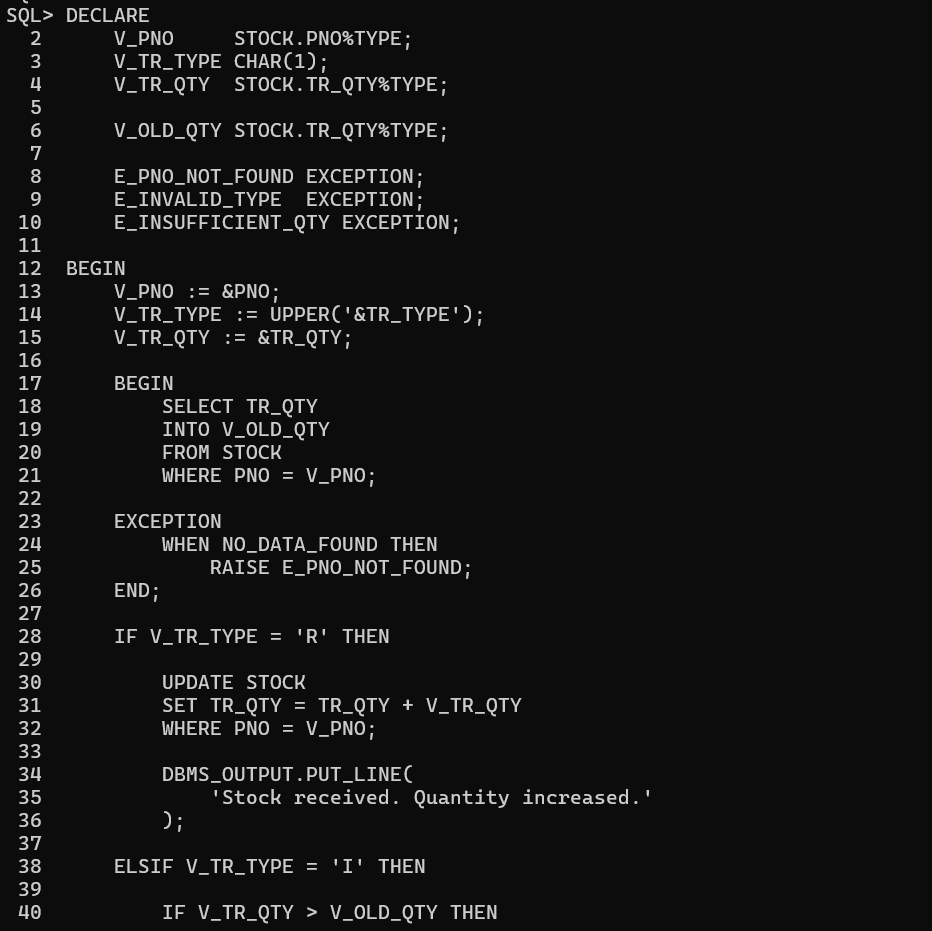 SQL> DECLARE
  2      V_PNO     STOCK.PNO%TYPE;
  3      V_TR_TYPE CHAR(1);
  4      V_TR_QTY  STOCK.TR_QTY%TYPE;
  5
  6      V_OLD_QTY STOCK.TR_QTY%TYPE;
  7
  8      E_PNO_NOT_FOUND EXCEPTION;
  9      E_INVALID_TYPE  EXCEPTION;
 10      E_INSUFFICIENT_QTY EXCEPTION;
 11
 12  BEGIN
 13      V_PNO := &PNO;
 14      V_TR_TYPE := UPPER('&TR_TYPE');
 15      V_TR_QTY := &TR_QTY;
 16
 17      BEGIN
 18          SELECT TR_QTY
 19          INTO V_OLD_QTY
 20          FROM STOCK
 21          WHERE PNO = V_PNO;
 22
 23      EXCEPTION
 24          WHEN NO_DATA_FOUND THEN
 25              RAISE E_PNO_NOT_FOUND;
 26      END;
 27
 28      IF V_TR_TYPE = 'R' THEN
 29
 30          UPDATE STOCK
 31          SET TR_QTY = TR_QTY + V_TR_QTY
 32          WHERE PNO = V_PNO;
 33
 34          DBMS_OUTPUT.PUT_LINE(
 35              'Stock received. Quantity increased.'
 36          );
 37
 38      ELSIF V_TR_TYPE = 'I' THEN
 39
 40          IF V_TR_QTY > V_OLD_QTY THEN